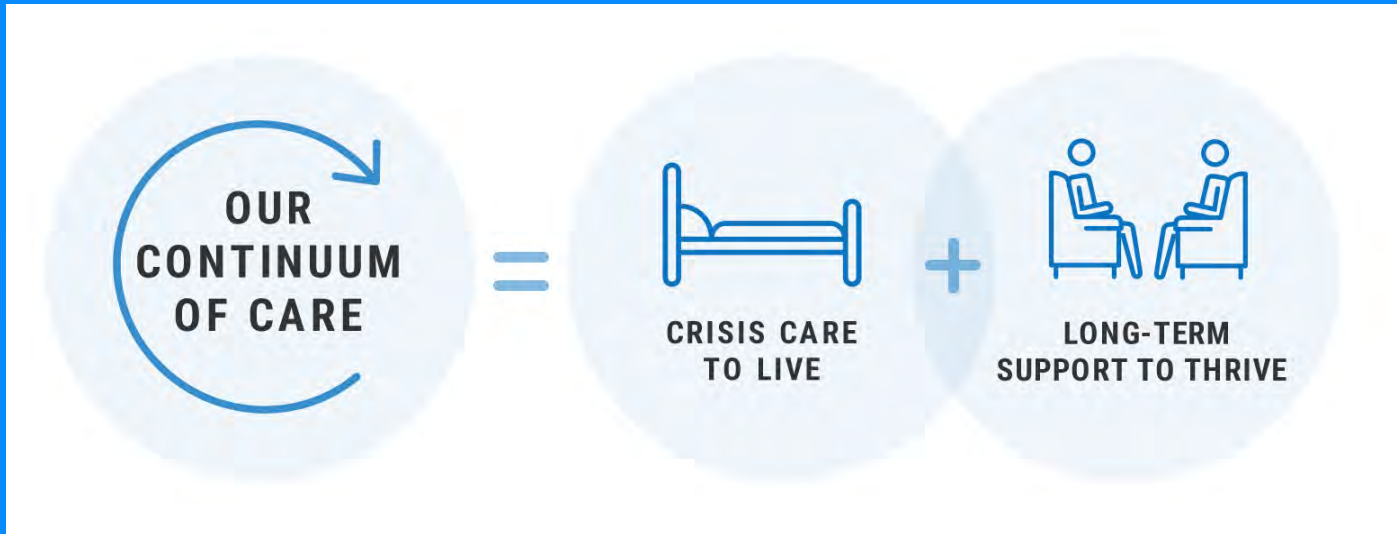 OUR
CONTINUUM
OF CARE
=
CRISIS CARE
TO LIVE
+
LONG-TERM
SUPPORT TO THRIVE